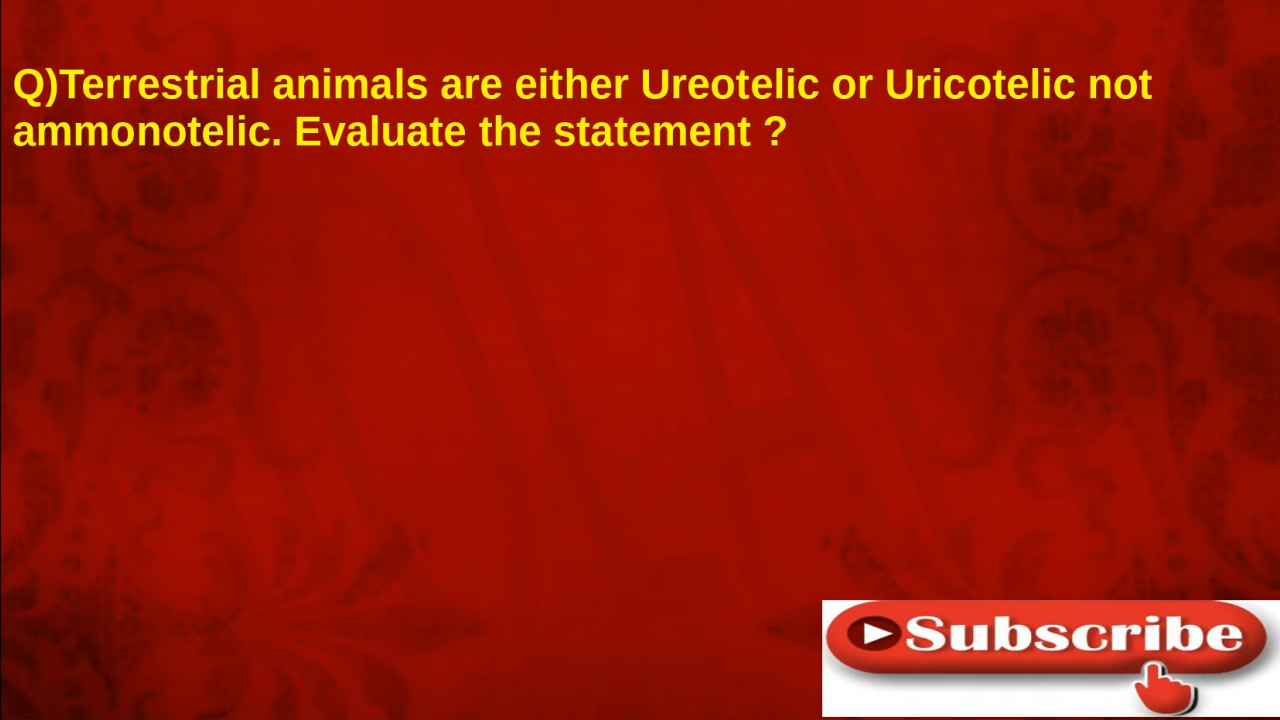 Q)Terrestrial animals are either Ureotelic or Uricotelic not
ammonotelic. Evaluate the statement ?
Subscribe